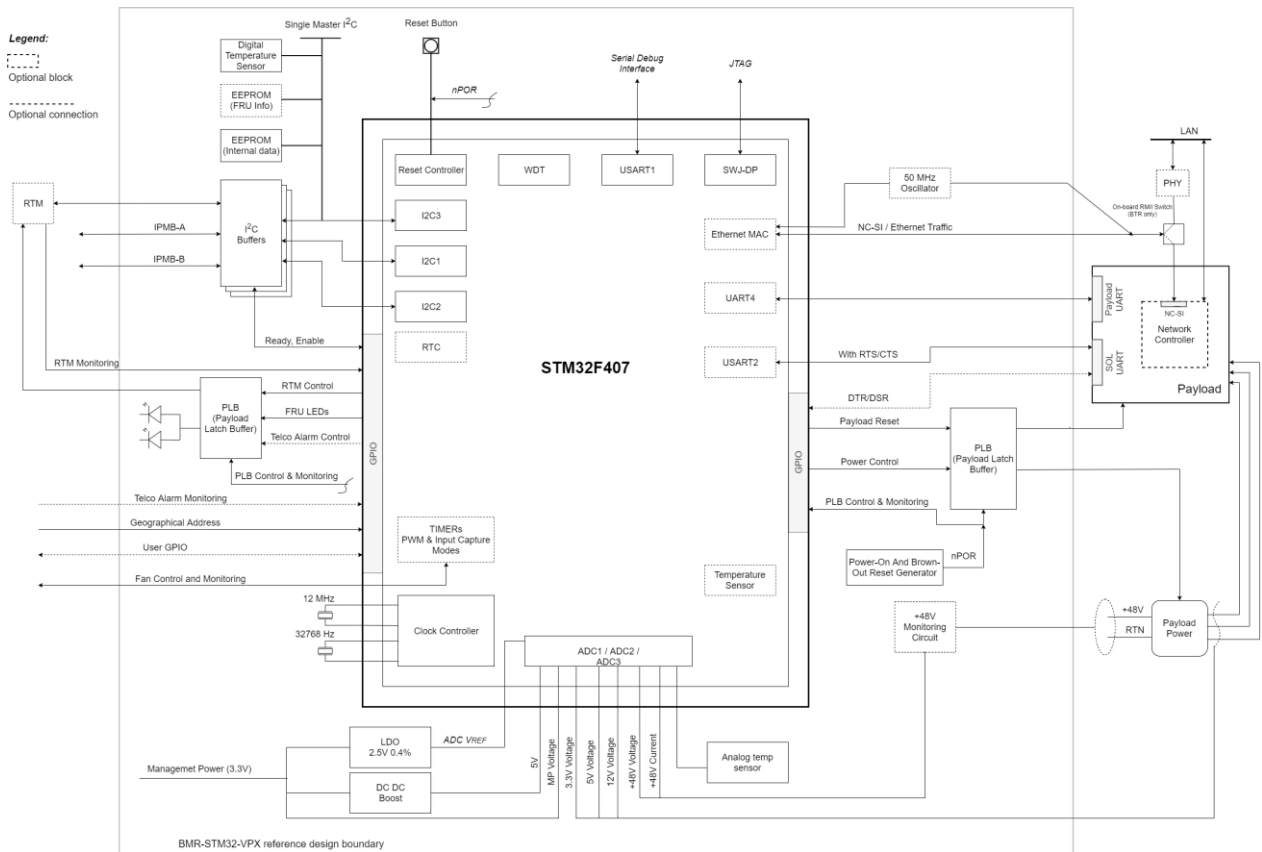 Legend:
Optional block
Optional connection
Single Master I²C
Reset Button
Digital
Temperature
Sensor
EEPROM
(FRU Info)
EEPROM
(Internal data)
nPOR
Serial Debug
Interface
JTAG
LAN
PHY
On-board RMII Switch
(BTR only)
50 MHz
Oscillator
Reset Controller
WDT
USART1
SWJ-DP
RTM
IPMB-A
IPMB-B
I²C
Buffers
I2C3
I2C1
I2C2
RTC
Ethernet MAC
NC-SI / Ethernet Traffic
UART4
USART2
With RTS/CTS
DTR/DSR
Payload
UART
SOL
UART
NC-SI
Network
Controller
Payload
STM32F407
Ready, Enable
RTM Monitoring
RTM Control
FRU LEDs
Telco Alarm Control
PLB
(Payload
Latch Buffer)
PLB Control & Monitoring
GPIO
Telco Alarm Monitoring
Geographical Address
User GPIO
Fan Control and Monitoring
TIMERs
PWM & Input Capture
Modes
GPIO
Payload Reset
Power Control
PLB Control & Monitoring
PLB
(Payload Latch
Buffer)
nPOR
Power-On And Brown-
Out Reset Generator
Temperature
Sensor
12 MHz
32768 Hz
Clock Controller
ADC1 / ADC2 /
ADC3
+48V
Monitoring
Circuit
+48V
RTN
Payload
Power
LDO
2.5V 0.4%
ADC VREF
DC DC
Boost
Managemet Power (3.3V)
5V
MP Voltage
3.3V Voltage
5V Voltage
12V Voltage
+48V Voltage
+48V Current
Analog temp
sensor
BMR-STM32-VPX reference design boundary